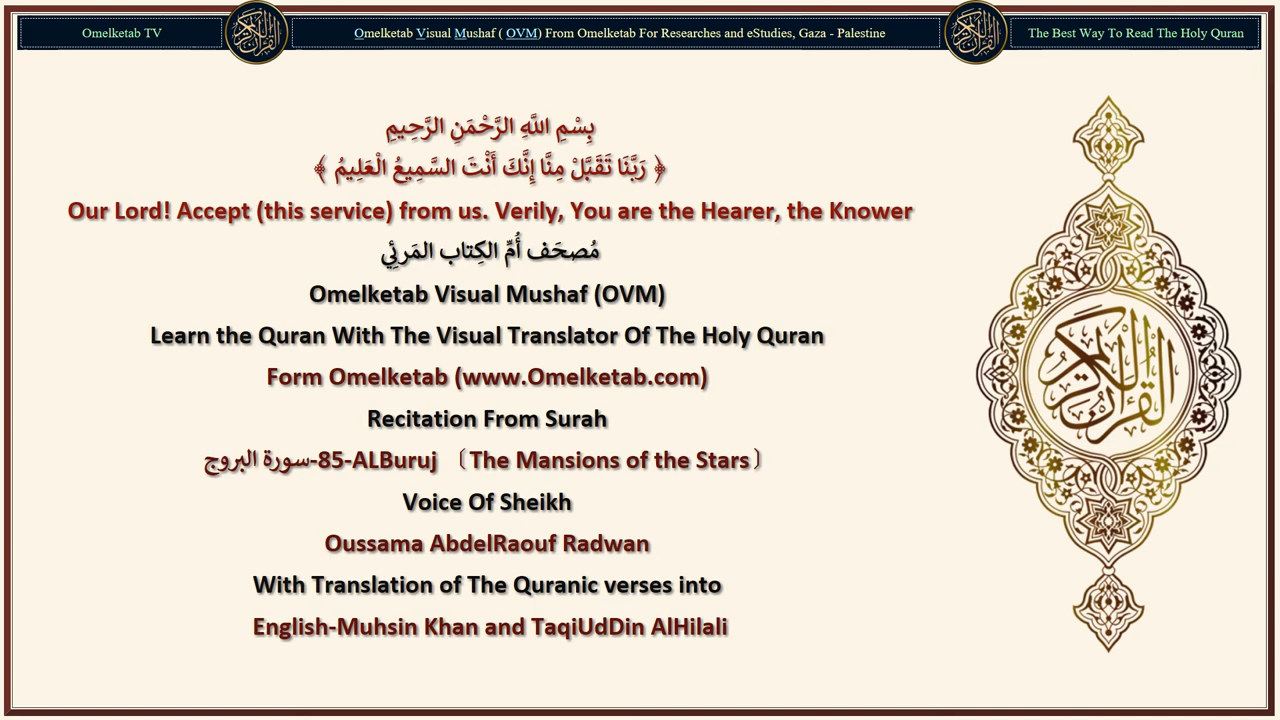 Omelketab TV
Omelketab Visual Mushaf ( OVM) From Omelketab For Researches and eStudies, Gaza - Palestine
The Best Way To Read The Holy Quran
بِسْمِ اللَّهِ الرَّحْمَنِ الرَّحِيمِ
﴿ رَبَّنَا تَقَبَّلْ مِنَّا إِنَّكَ أَنْتَ السَّمِيعُ الْعَلِيمُ ﴾
Our Lord! Accept (this service) from us. Verily, You are the Hearer, the Knower
مُصحَف أُمِّ الكِتاب المَرئِي
Omelketab Visual Mushaf (OVM)
Learn the Quran With The Visual Translator Of The Holy Quran
Form Omelketab (www.Omelketab.com)
Recitation From Surah
سورة البروج-85-ALBuruj 〔The Mansions of the Stars〕
Voice Of Sheikh
Oussama AbdelRaouf Radwan
With Translation of The Quranic verses into
English-Muhsin Khan and TaqiUdDin AlHilali
القرآن الكريم